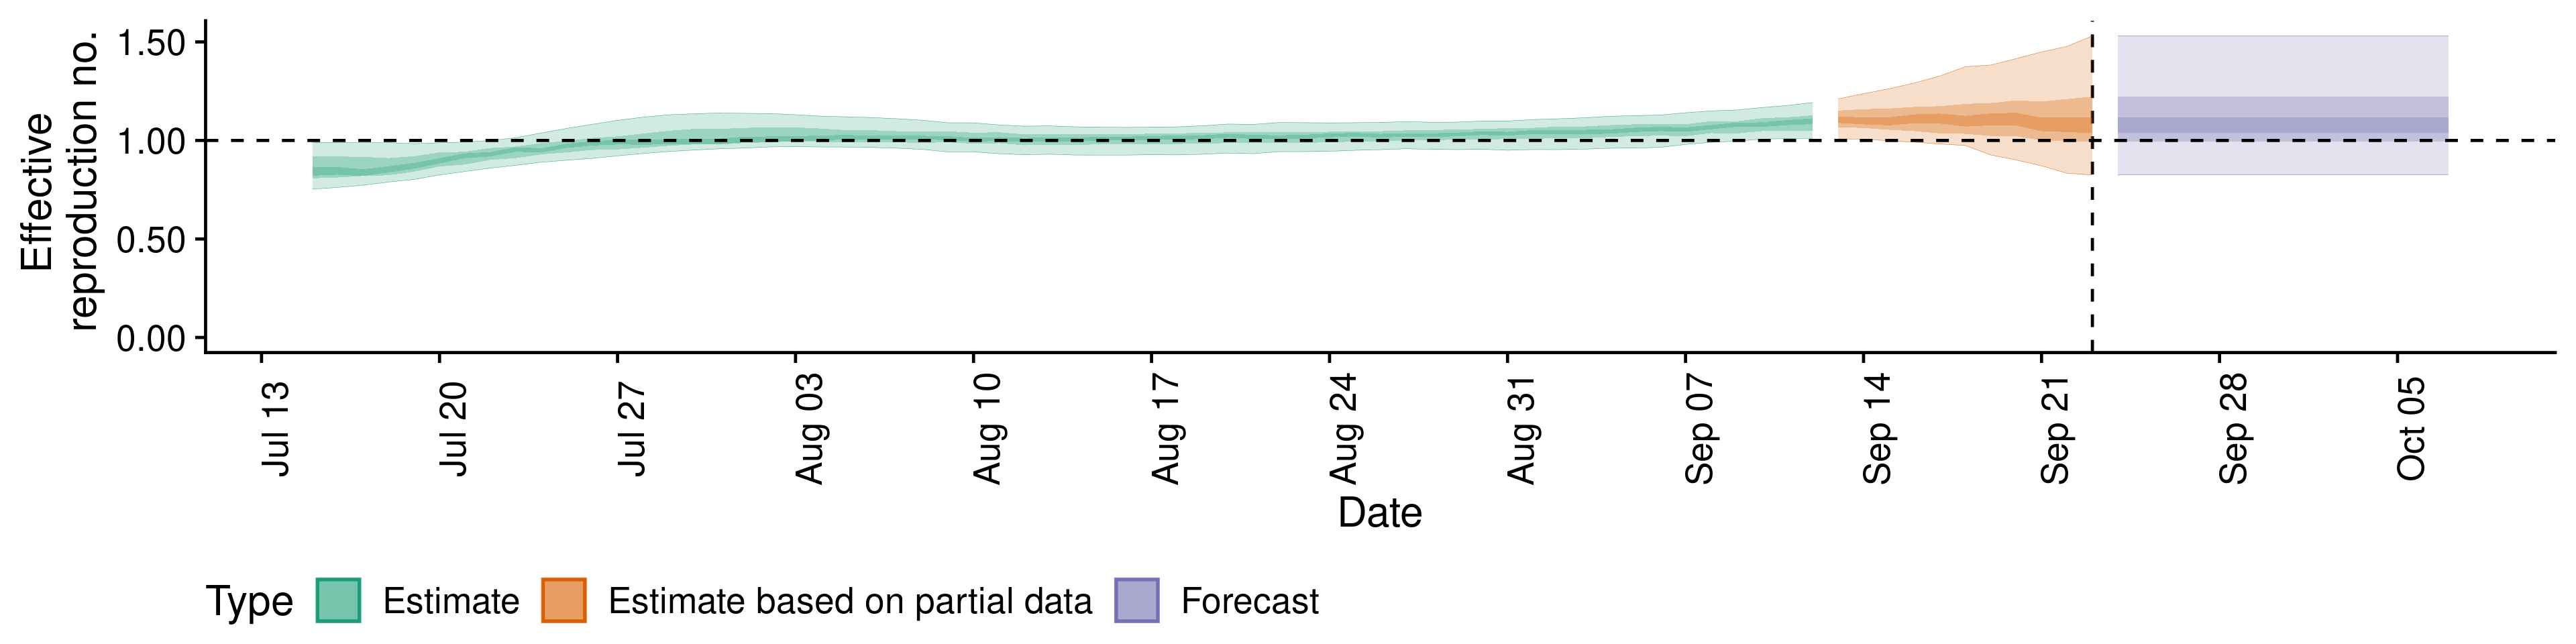 Effective
reproduction no.
1.50
1.00
0.50
0.00
Jul 13
Jul 20
Jul 27
Aug 03
Aug 10
Aug 17
Aug 24
Aug 31
Sep 07
Sep 14
Sep 21
Sep 28
Oct 05
Date
Type Estimate Estimate based on partial data Forecast